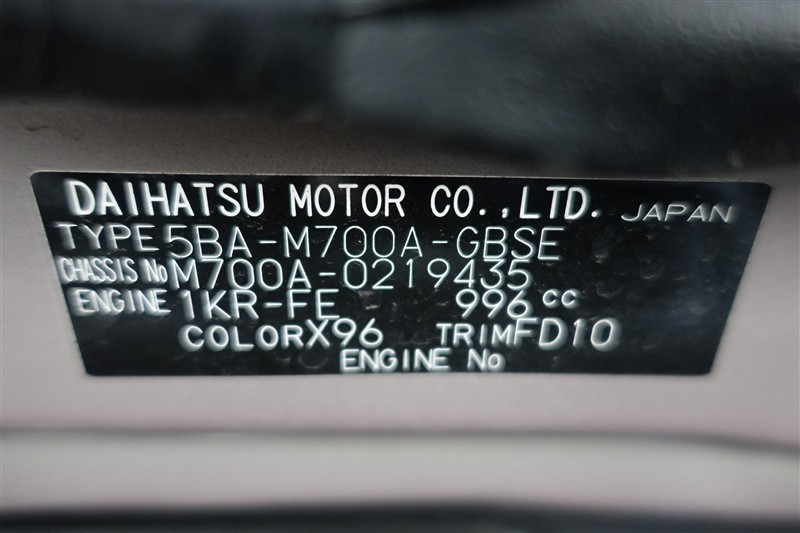 DAIHATSU MOTOR CO.,LTD. JAPAN
TYPE 5BA-M700A-GBSE
CHASSIS No M700A-0219435
ENGINE 1KR-FE 996 cc
COLOR X96 TRIM FD10
ENGINE No